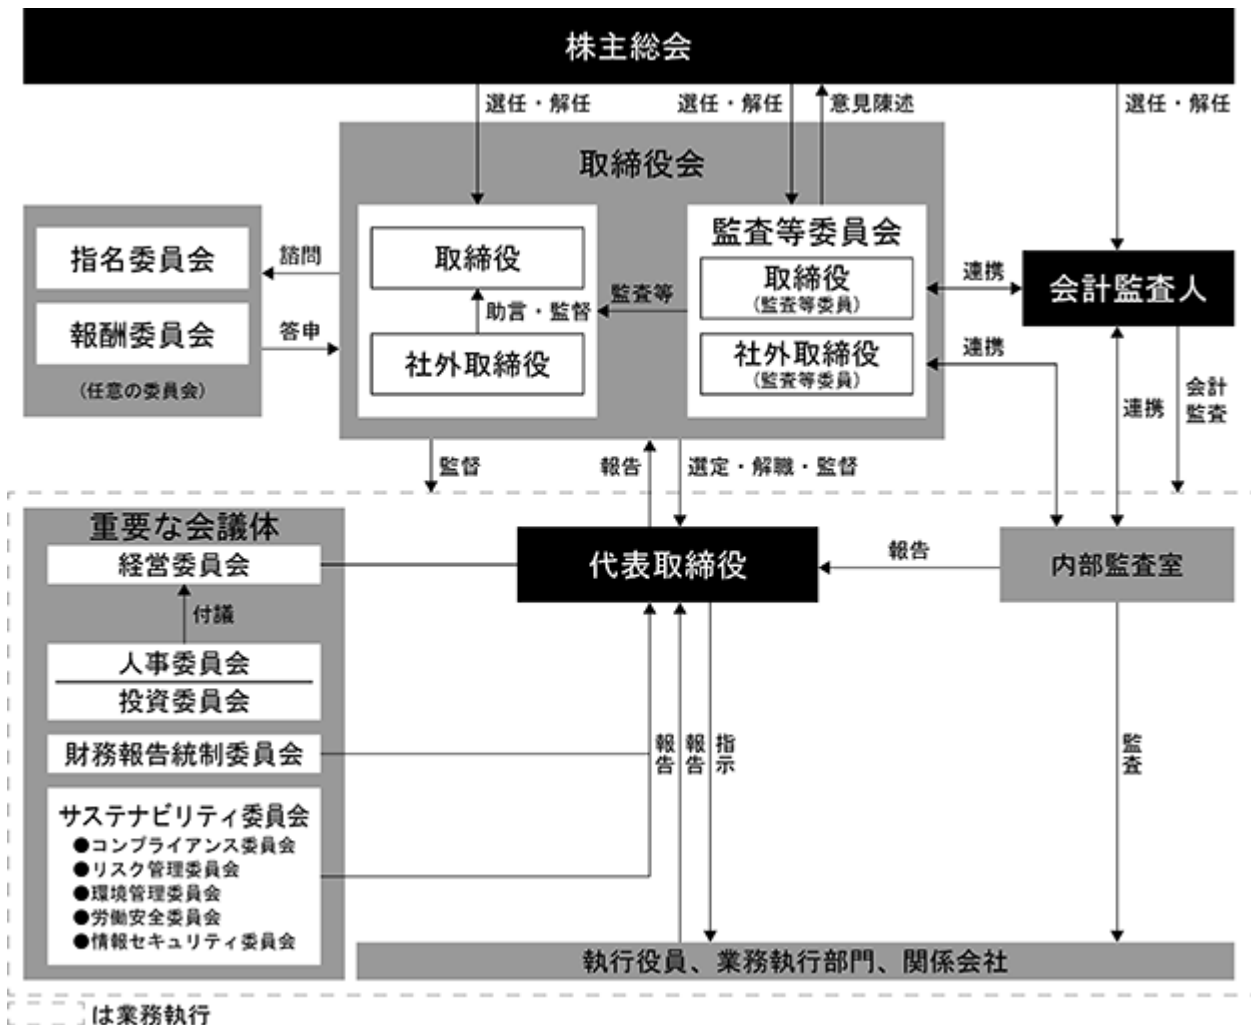 株主総会
選任・解任
選任・解任
意見陳述
選任・解任
取締役会
指名委員会
報酬委員会
(任意の委員会)
諮問
答申
取締役
助言・監督
社外取締役
監査等
監査等委員会
取締役
(監査等委員)
社外取締役
(監査等委員)
連携
連携
会計監査人
連携
会計
監査
監督
報告
選定・解職・監督
重要な会議体
経営委員会
付議
人事委員会
投資委員会
財務報告統制委員会
サステナビリティ委員会
●コンプライアンス委員会
●リスク管理委員会
●環境管理委員会
●労働安全委員会
●情報セキュリティ委員会
代表取締役
報告
内部監査室
報告
報告
指示
監査
執行役員、業務執行部門、関係会社
は業務執行